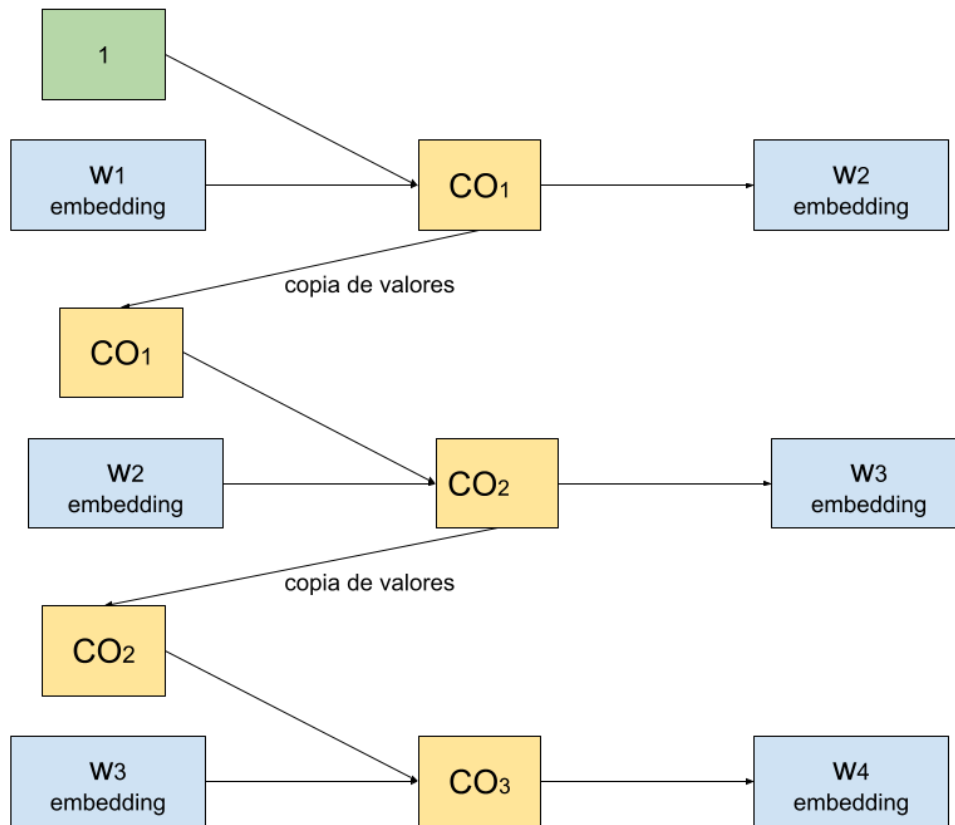 1
W1
embedding
CO1
W2
embedding
copia de valores
CO1
W2
embedding
CO2
W3
embedding
copia de valores
CO2
W3
embedding
CO3
W4
embedding